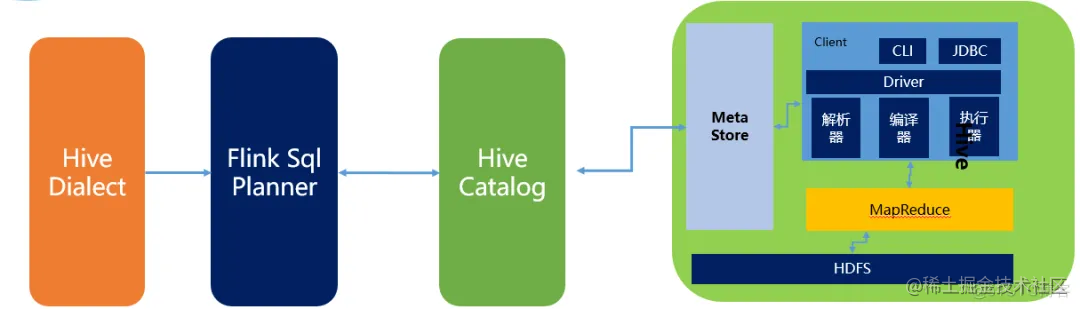 Hive
Dialect
Flink Sql
Planner
Hive
Catalog
Meta
Store
Client
CLI
JDBC
Driver
解析
器
编译
器
执行
器
Hive
MapReduce
HDFS
@稀土掘金技术社区